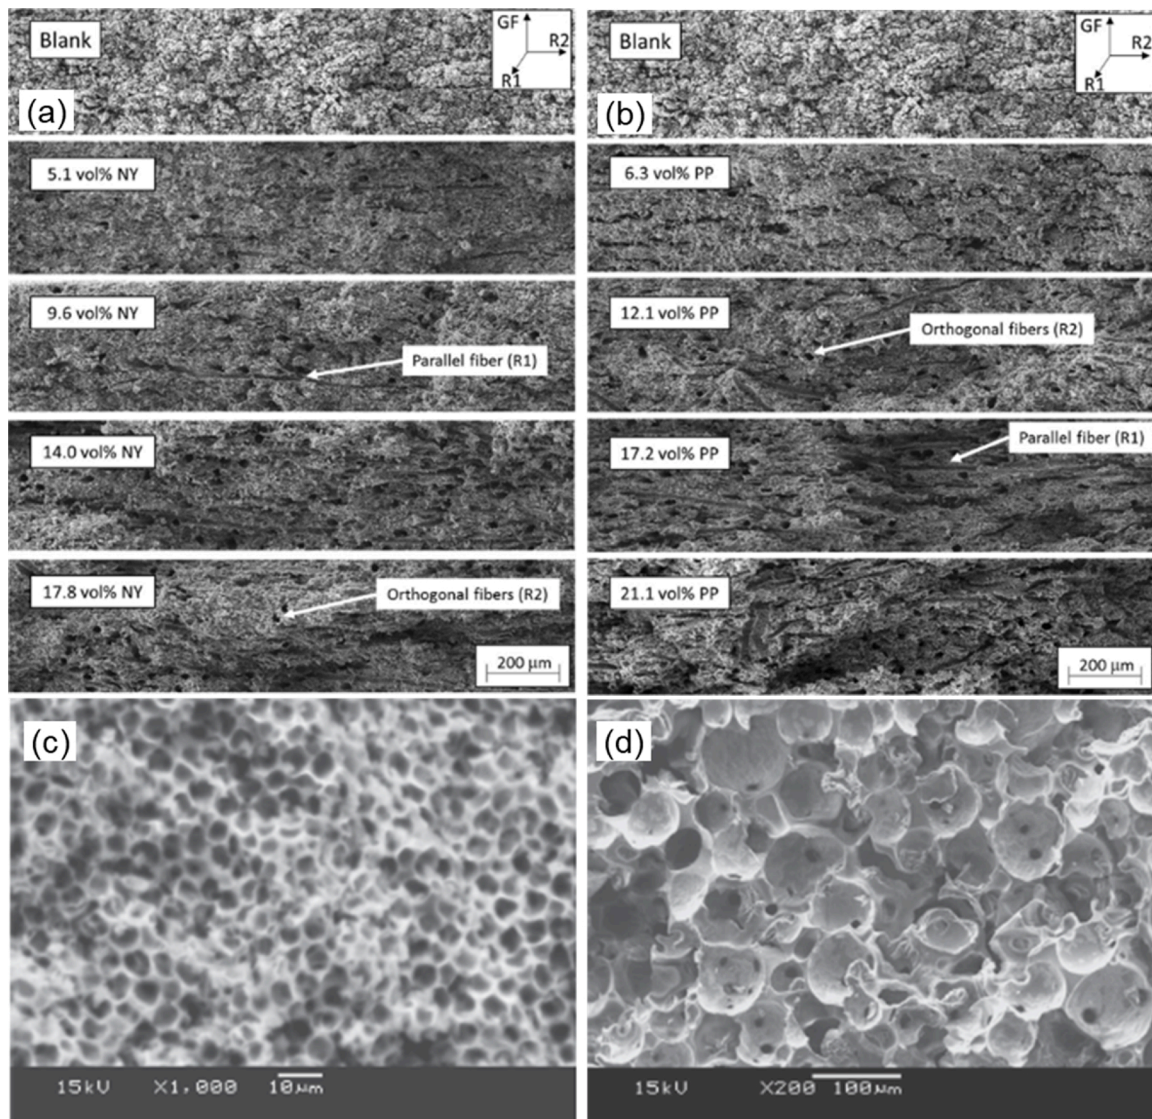 Blank
GF
R2
R1
(a)
5.1 vol% NY
9.6 vol% NY
Parallel fiber (R1)
14.0 vol% NY
17.8 vol% NY
Orthogonal fibers (R2)
200 µm
Blank
GF
R2
R1
(b)
6.3 vol% PP
12.1 vol% PP
Orthogonal fibers (R2)
Parallel fiber (R1)
17.2 vol% PP
21.1 vol% PP
200 µm
(c)
15kV X1,000 10µm
(d)
15kV X200 100µm